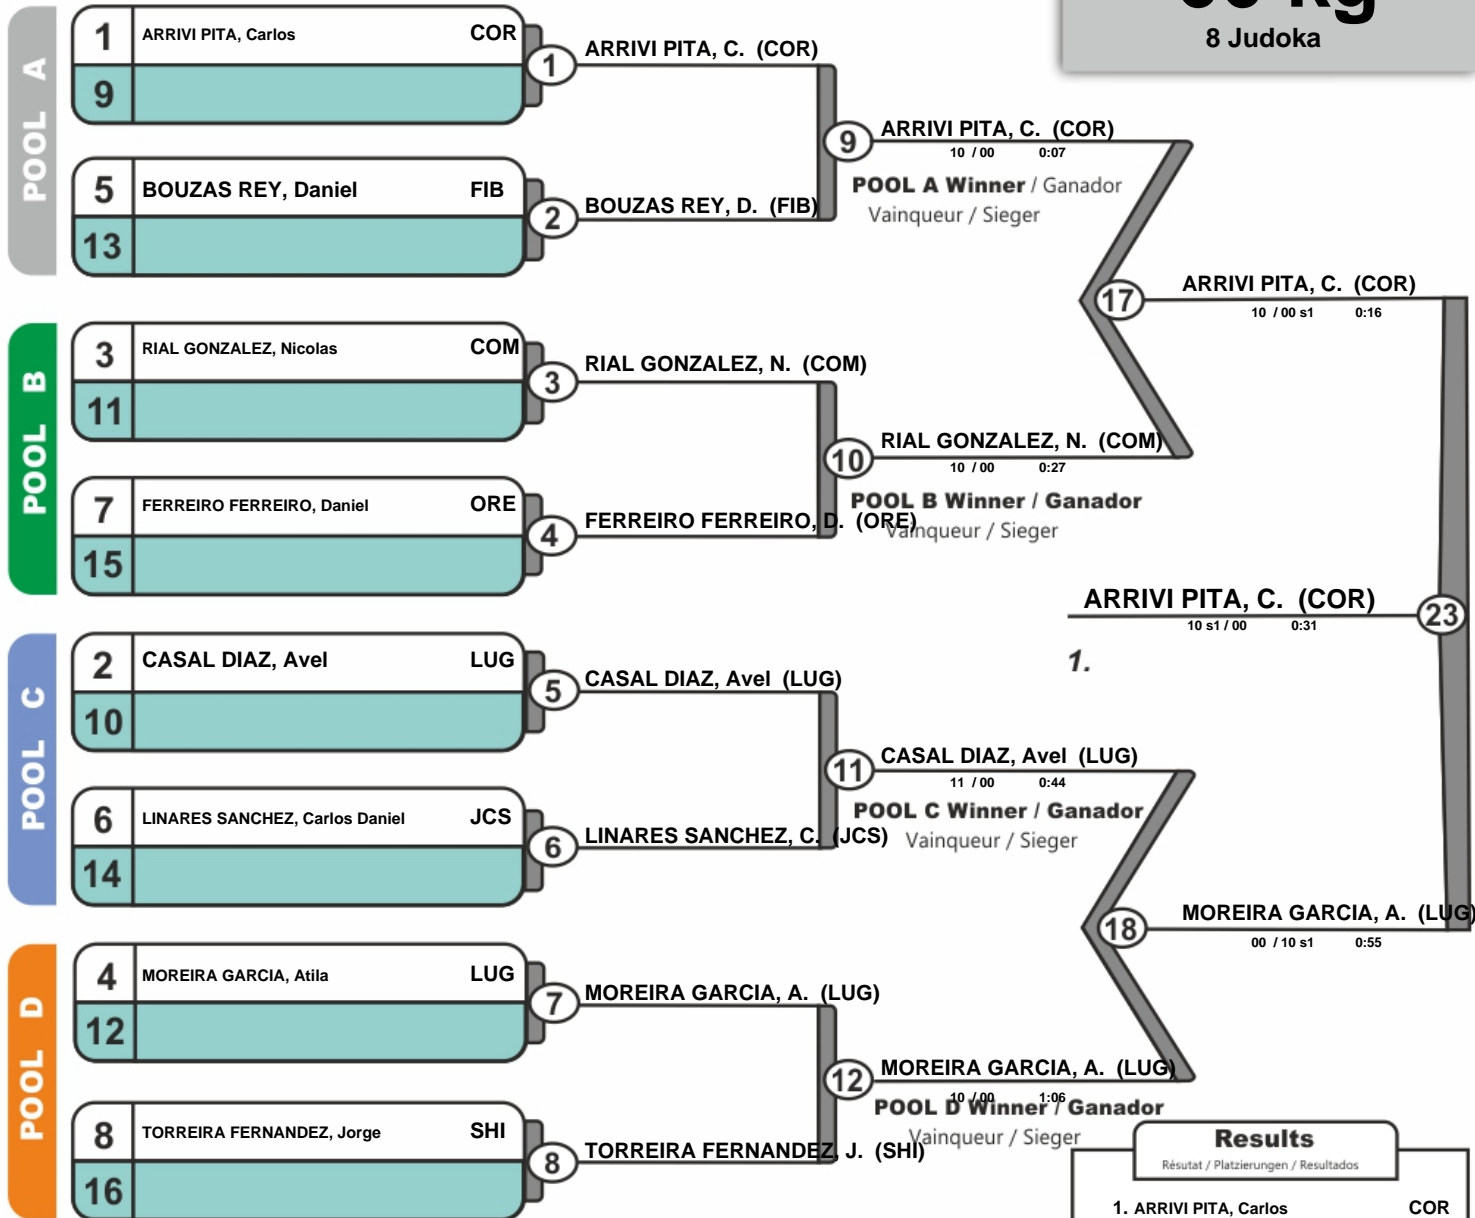 8 Judoka
POOL A
1 ARRIVI PITA, Carlos COR
9
1 ARRIVI PITA, C. (COR)
5 BOUZAS REY, Daniel FIB
13
2 BOUZAS REY, D. (FIB)
9 ARRIVI PITA, C. (COR)
10 / 00 0:07
POOL A Winner / Ganador
Vainqueur / Sieger
POOL B
3 RIAL GONZALEZ, Nicolas COM
11
3 RIAL GONZALEZ, N. (COM)
7 FERREIRO FERREIRO, Daniel ORE
15
4 FERREIRO FERREIRO, D. (ORE)
10 RIAL GONZALEZ, N. (COM)
10 / 00 0:27
POOL B Winner / Ganador
Vainqueur / Sieger
17 ARRIVI PITA, C. (COR)
10 / 00 s1 0:16
ARRIVI PITA, C. (COR) 23
10 s1 / 00 0:31
1.
POOL C
2 CASAL DIAZ, Avel LUG
10
5 CASAL DIAZ, Avel (LUG)
6 LINARES SANCHEZ, Carlos Daniel JCS
14
6 LINARES SANCHEZ, C. (JCS)
11 CASAL DIAZ, Avel (LUG)
11 / 00 0:44
POOL C Winner / Ganador
Vainqueur / Sieger
POOL D
4 MOREIRA GARCIA, Atila LUG
12
7 MOREIRA GARCIA, A. (LUG)
8 TORREIRA FERNANDEZ, Jorge SHI
16
8 TORREIRA FERNANDEZ, J. (SHI)
12 MOREIRA GARCIA, A. (LUG)
10 / 00 1:06
POOL D Winner / Ganador
Vainqueur / Sieger
18 MOREIRA GARCIA, A. (LUG)
00 / 10 s1 0:55
Results
Résutat / Platzierungen / Resultados
1. ARRIVI PITA, Carlos COR